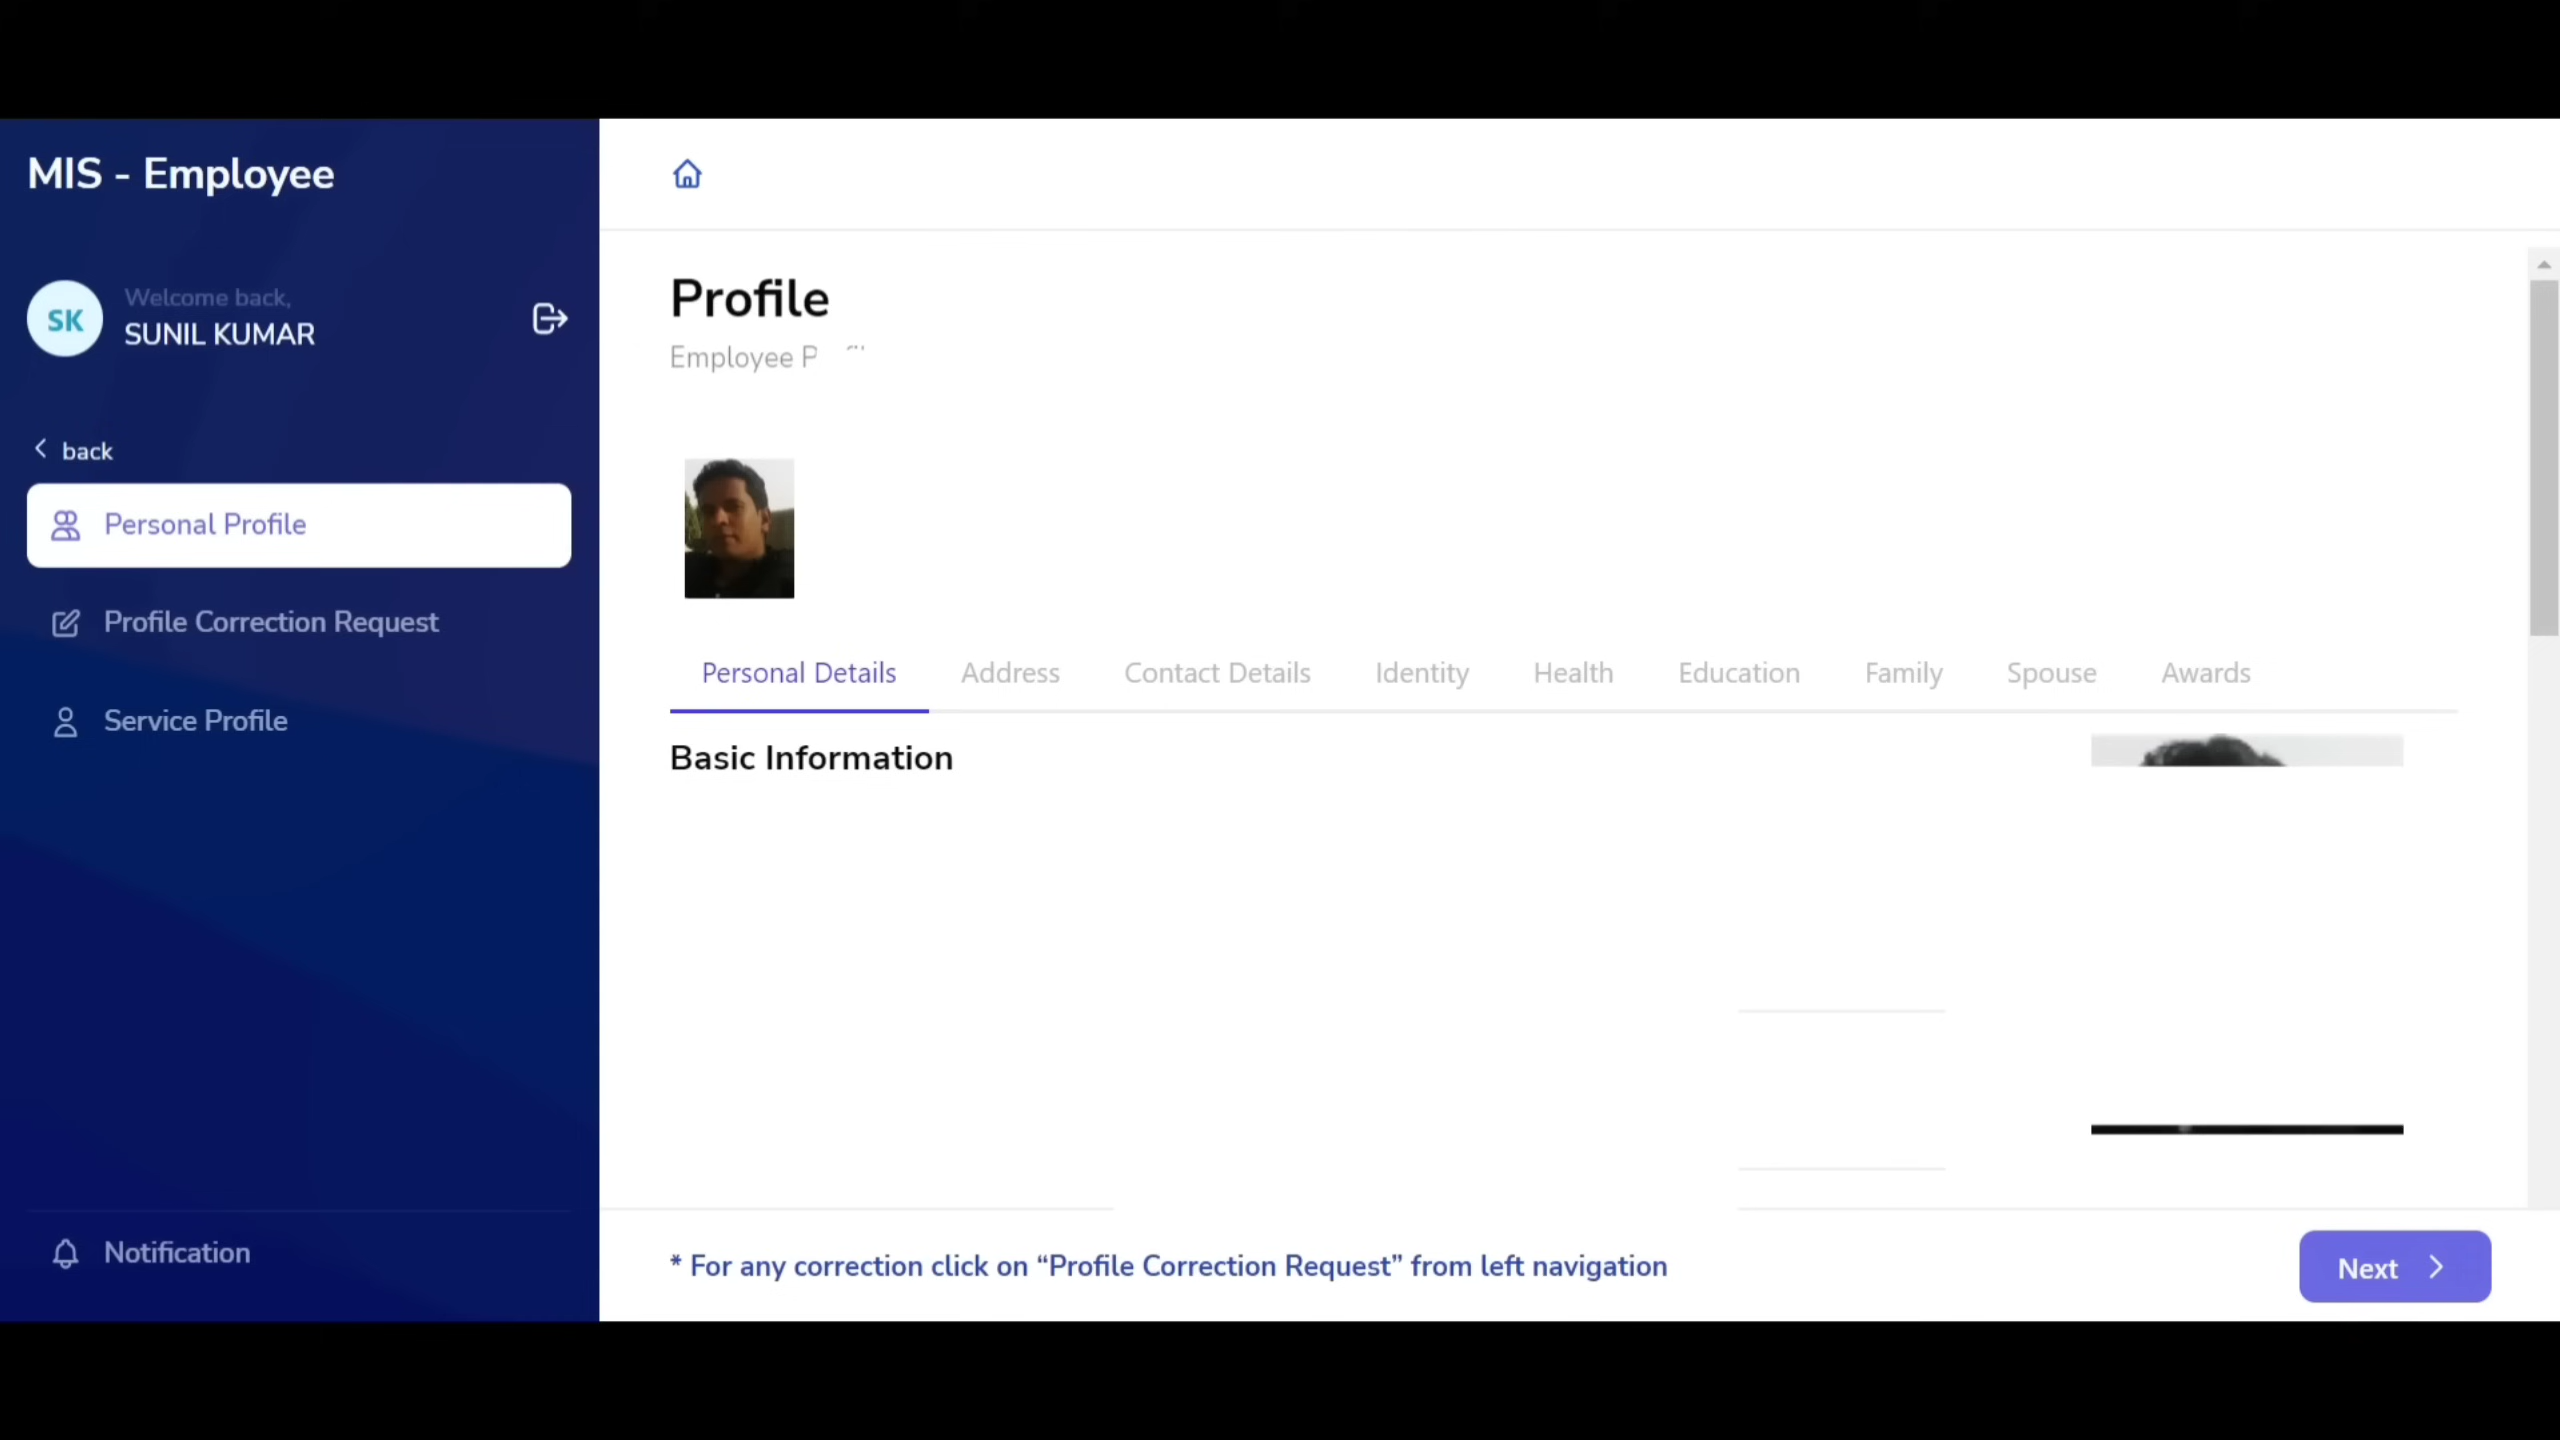 MIS - Employee
SK
Welcome back,
SUNIL KUMAR
back
Personal Profile
Profile Correction Request
Service Profile
Notification
Profile
Employee
Personal Details Address Contact Details Identity Health Education Family Spouse Awards
Basic Information
* For any correction click on “Profile Correction Request” from left navigation
Next